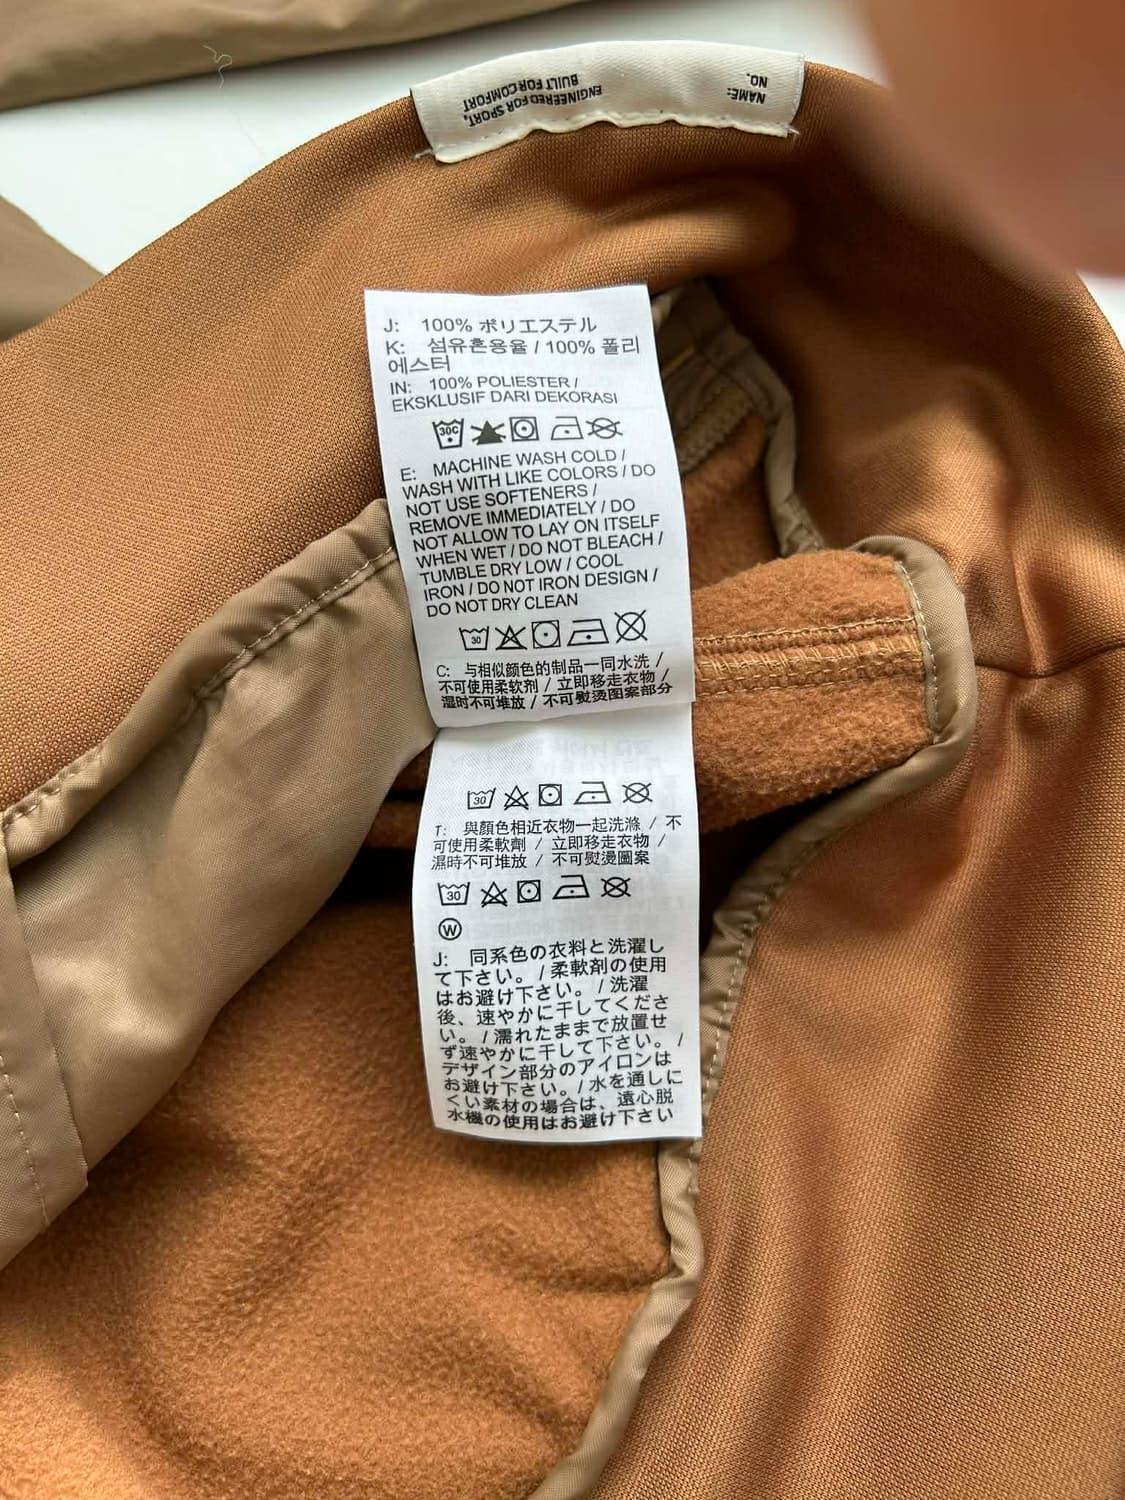 ENGINEERED FOR SPORT,
BUILT FOR COMFORT
NAME:
NO.
J: 100% ポリエステル
K: 섬유혼용율 / 100% 폴리
에스터
IN: 100% POLIESTER /
EKSKLUSIF DARI DEKORASI
30C
E: MACHINE WASH COLD /
WASH WITH LIKE COLORS / DO
NOT USE SOFTENERS /
REMOVE IMMEDIATELY / DO
NOT ALLOW TO LAY ON ITSELF
WHEN WET / DO NOT BLEACH /
TUMBLE DRY LOW / COOL
IRON / DO NOT IRON DESIGN /
DO NOT DRY CLEAN
30
C: 与相似颜色的制品一同水洗 /
不可使用柔软剂 / 立即移走衣物 /
湿时不可堆放 / 不可熨烫图案部分
30
T: 與顏色相近衣物一起洗滌 / 不
可使用柔軟劑 / 立即移走衣物 /
濕時不可堆放 / 不可熨燙圖案
30
W
J: 同系色の衣料と洗濯し
て下さい。 / 柔軟剤の使用
はお避け下さい。 / 洗濯
後、速やかに干してくださ
い。 / 濡れたままで放置せ
ず速やかに干して下さい。 /
デザイン部分のアイロンは
お避け下さい。 / 水を通しに
くい素材の場合は、遠心脱
水機の使用はお避け下さい